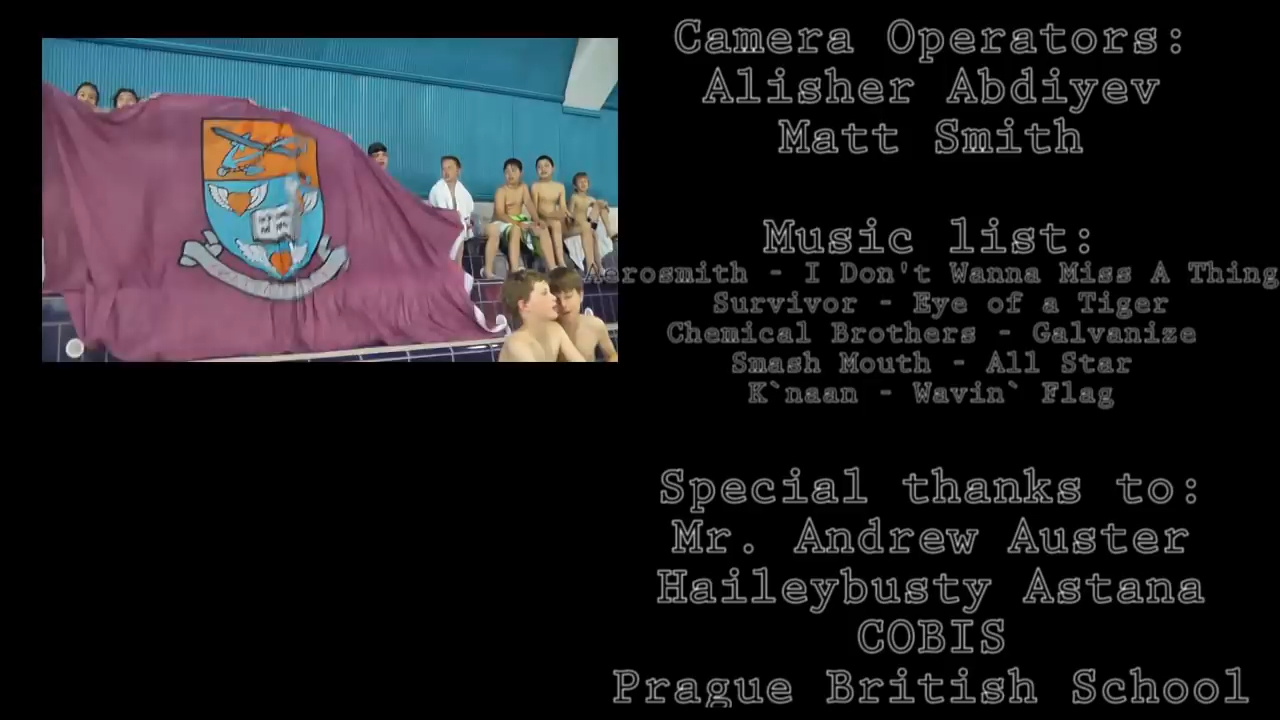 Camera Operators:
Alisher Abdiyev
Matt Smith
Music list:
Aerosmith - I Don't Wanna Miss A Thing
Survivor - Eye of a Tiger
Chemical Brothers - Galvanize
Smash Mouth - All Star
K`naan - Wavin` Flag
Special thanks to:
Mr. Andrew Auster
Haileybusty Astana
COBIS
Prague British School